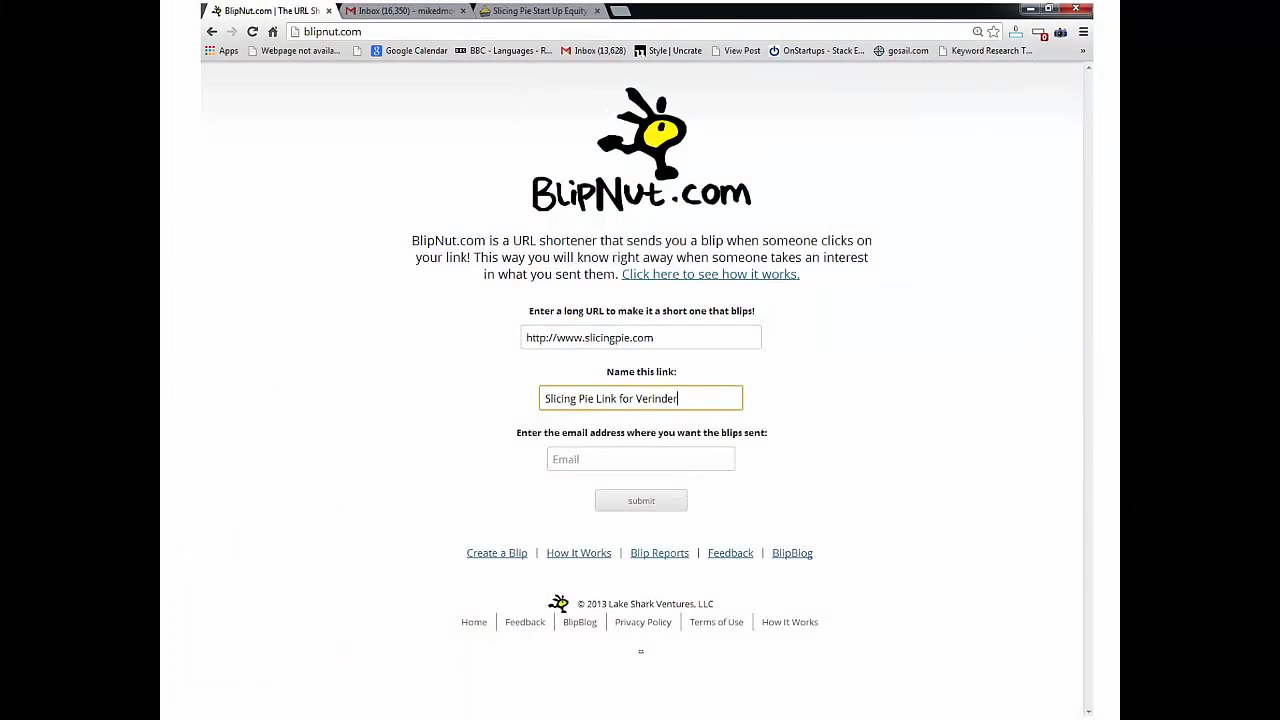 BlipNut.com | The URL Sh
Inbox (16,350) - mikedmo
Slicing Pie Start Up Equity
blipnut.com
Apps
Webpage not availa...
Google Calendar
BBC - Languages - R...
Inbox (13,628)
Style | Uncrate
View Post
OnStartups - Stack E...
gosail.com
Keyword Research T...
»
BlipNut.com
BlipNut.com is a URL shortener that sends you a blip when someone clicks on
your link! This way you will know right away when someone takes an interest
in what you sent them. Click here to see how it works.
Enter a long URL to make it a short one that blips!
http://www.slicingpie.com
Name this link:
Slicing Pie Link for Verinder
Enter the email address where you want the blips sent:
Email
submit
Create a Blip | How It Works | Blip Reports | Feedback | BlipBlog
© 2013 Lake Shark Ventures, LLC
Home | Feedback | BlipBlog | Privacy Policy | Terms of Use | How It Works